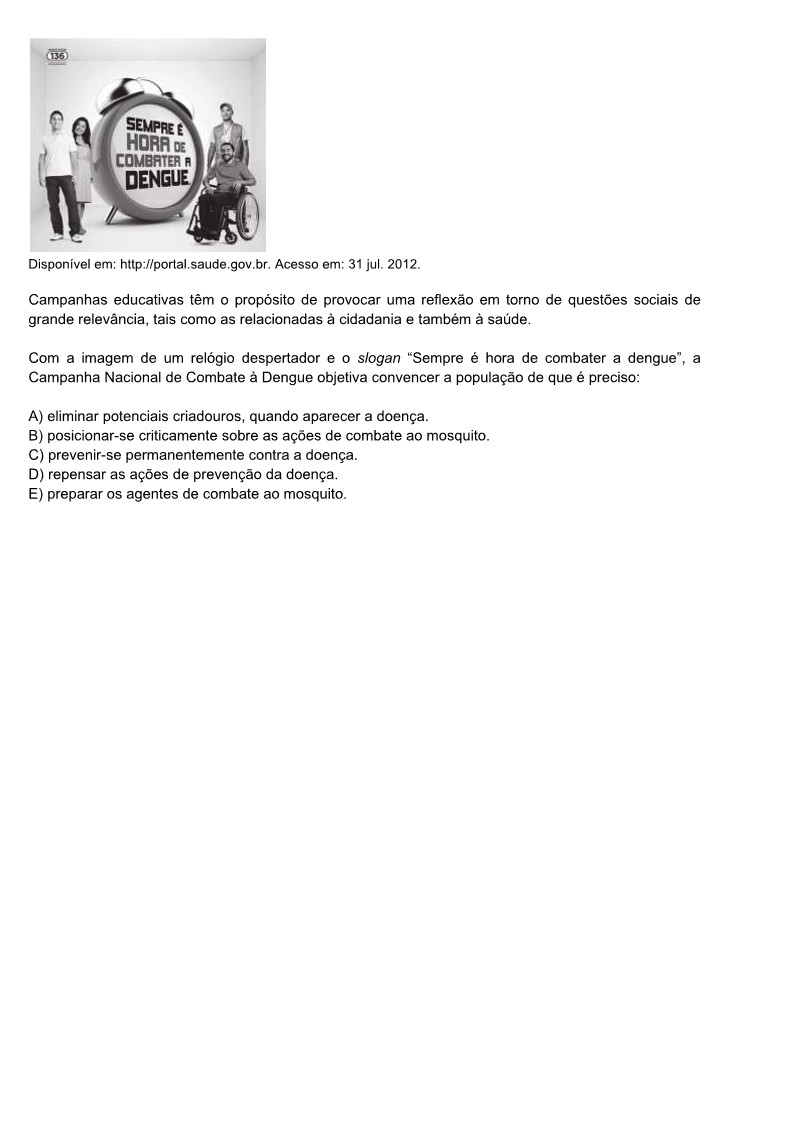 136
SEMPRE É
HORA DE
COMBATER A
DENGUE.
Disponível em: http://portal.saude.gov.br. Acesso em: 31 jul. 2012.
Campanhas educativas têm o propósito de provocar uma reflexão em torno de questões sociais de
grande relevância, tais como as relacionadas à cidadania e também à saúde.
Com a imagem de um relógio despertador e o slogan “Sempre é hora de combater a dengue”, a
Campanha Nacional de Combate à Dengue objetiva convencer a população de que é preciso:
A) eliminar potenciais criadouros, quando aparecer a doença.
B) posicionar-se criticamente sobre as ações de combate ao mosquito.
C) prevenir-se permanentemente contra a doença.
D) repensar as ações de prevenção da doença.
E) preparar os agentes de combate ao mosquito.